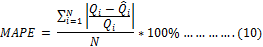 MAPE = \frac{\sum_{i=1}^{N} \left| \frac{Q_i - \hat{Q}_i}{Q_i} \right|}{N} * 100% … … … … . (10)